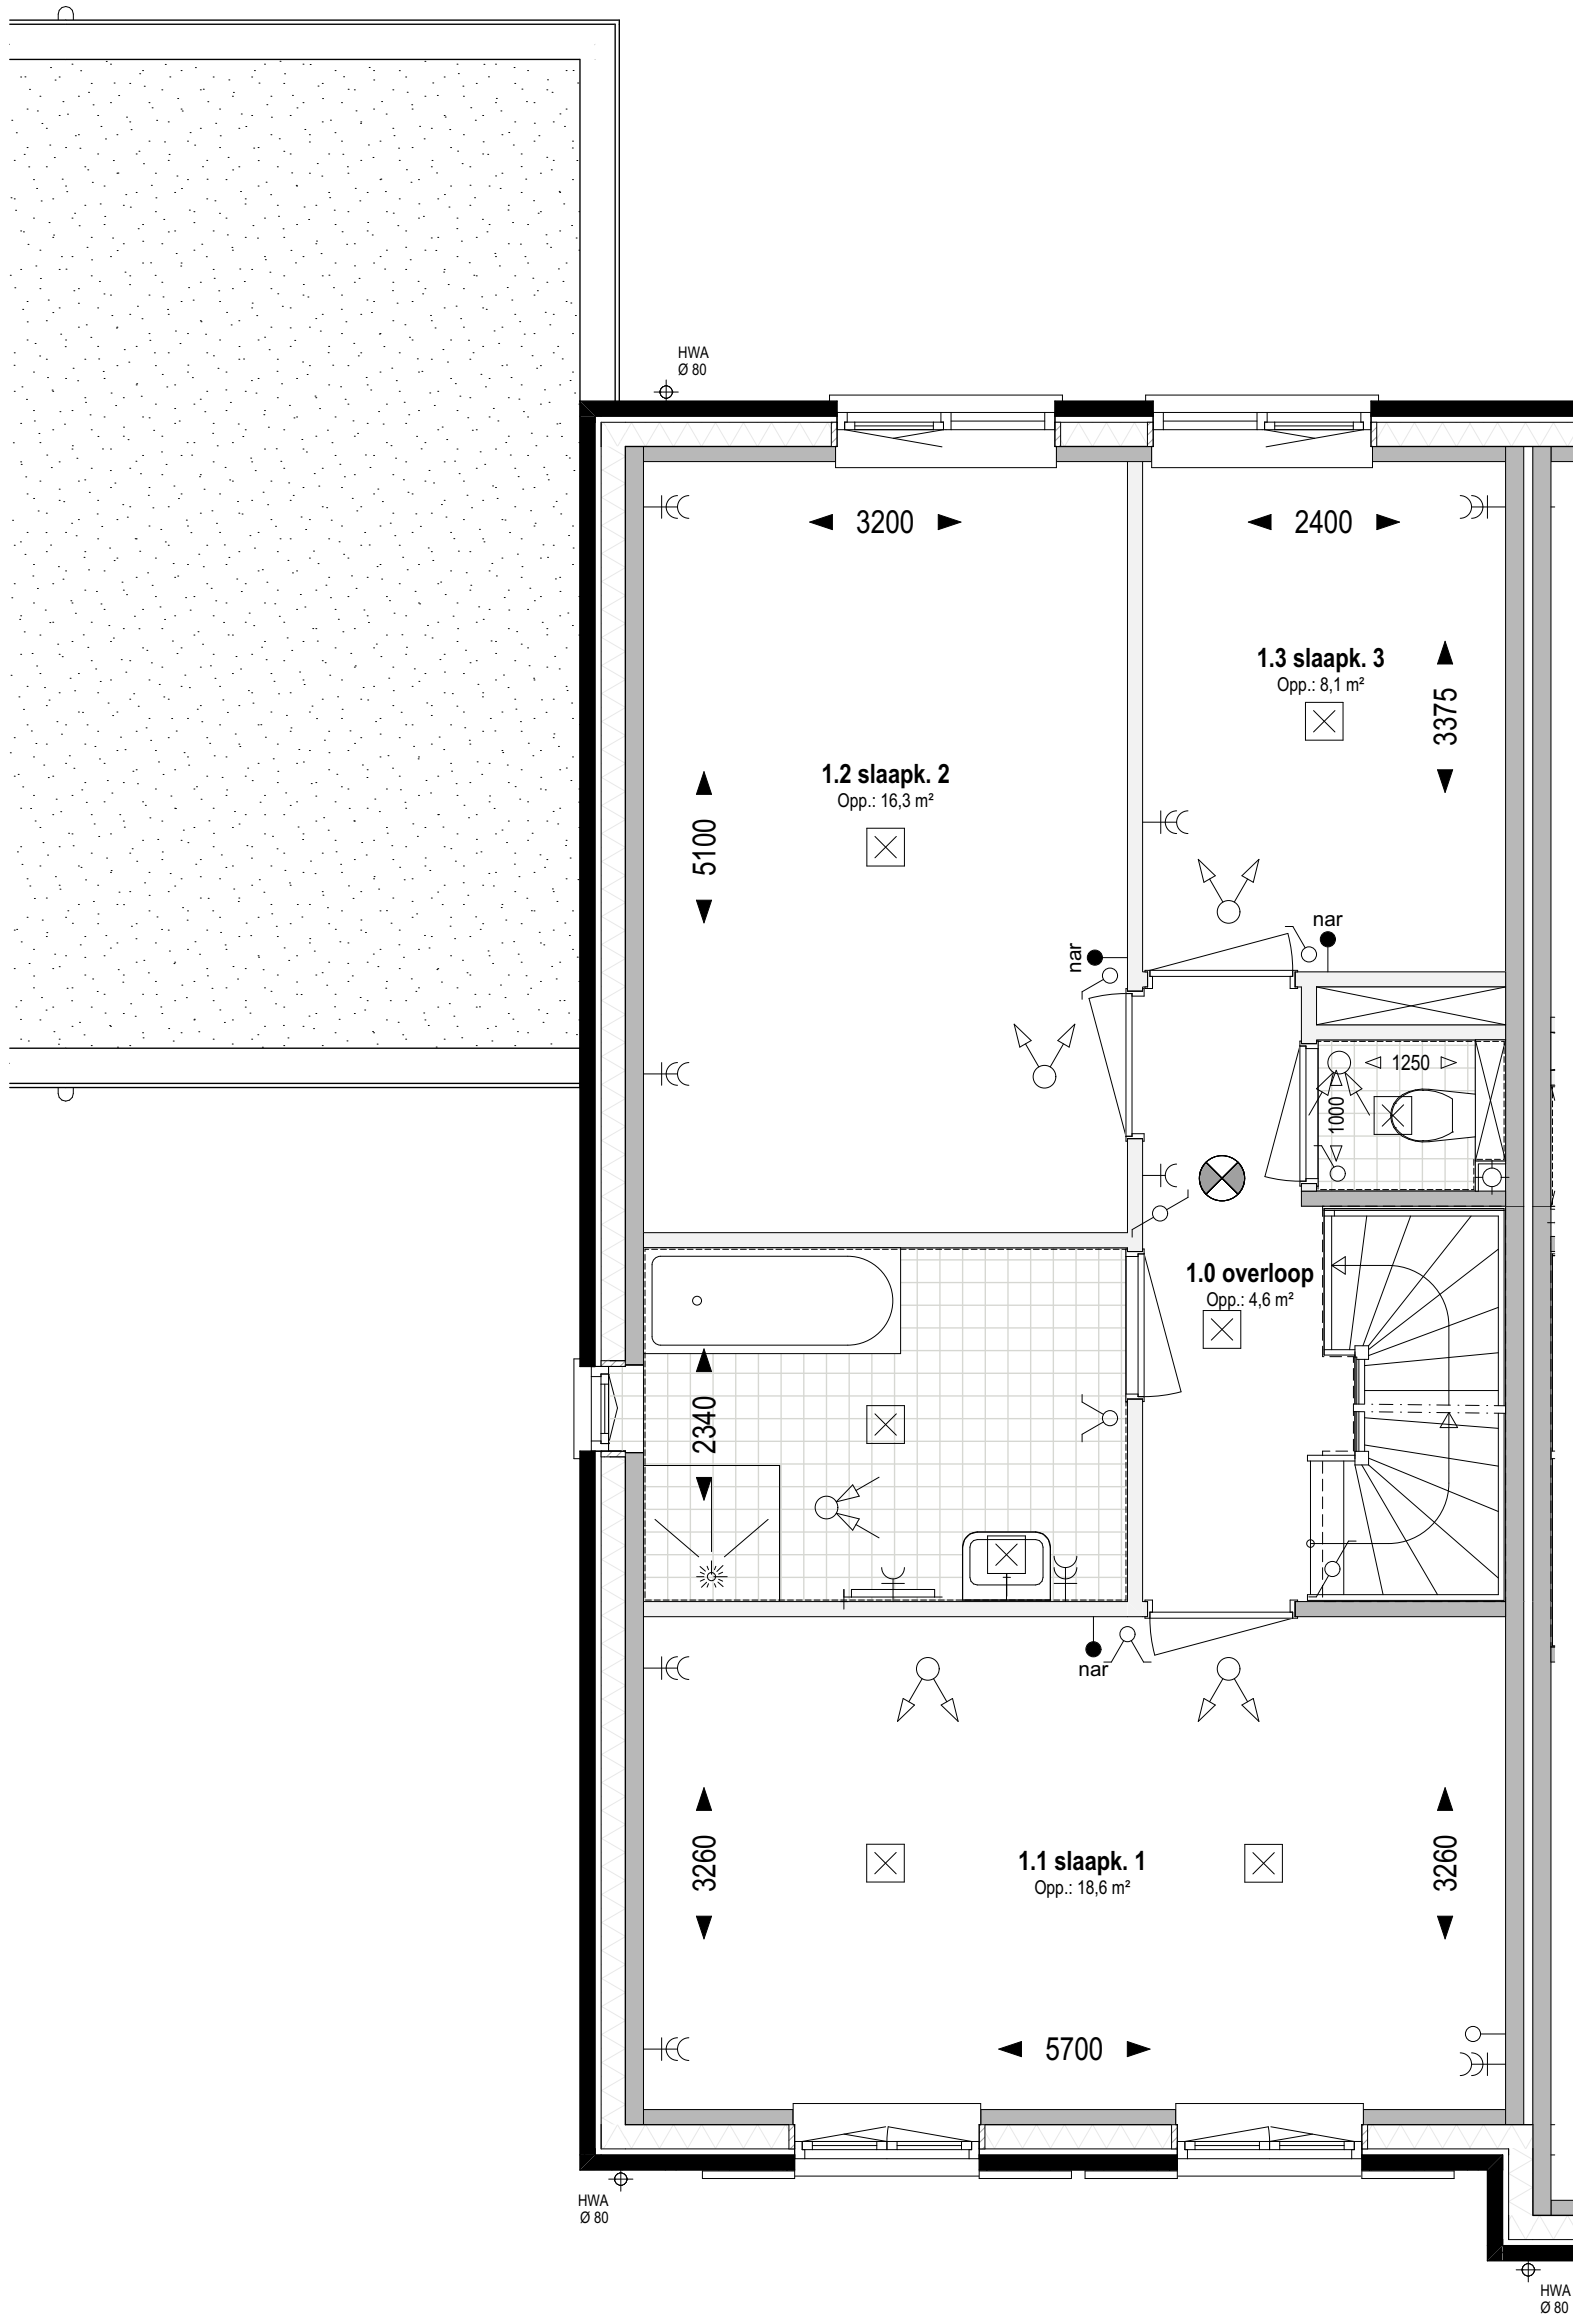 HWA
Ø 80
3200
2400
1.3 slaapk. 3
Opp.: 8,1 m²
3375
1.2 slaapk. 2
Opp.: 16,3 m²
5100
nar
nar
1250
1000
1.0 overloop
Opp.: 4,6 m²
2340
nar
3260
1.1 slaapk. 1
Opp.: 18,6 m²
3260
5700
HWA
Ø 80
HWA
Ø 80